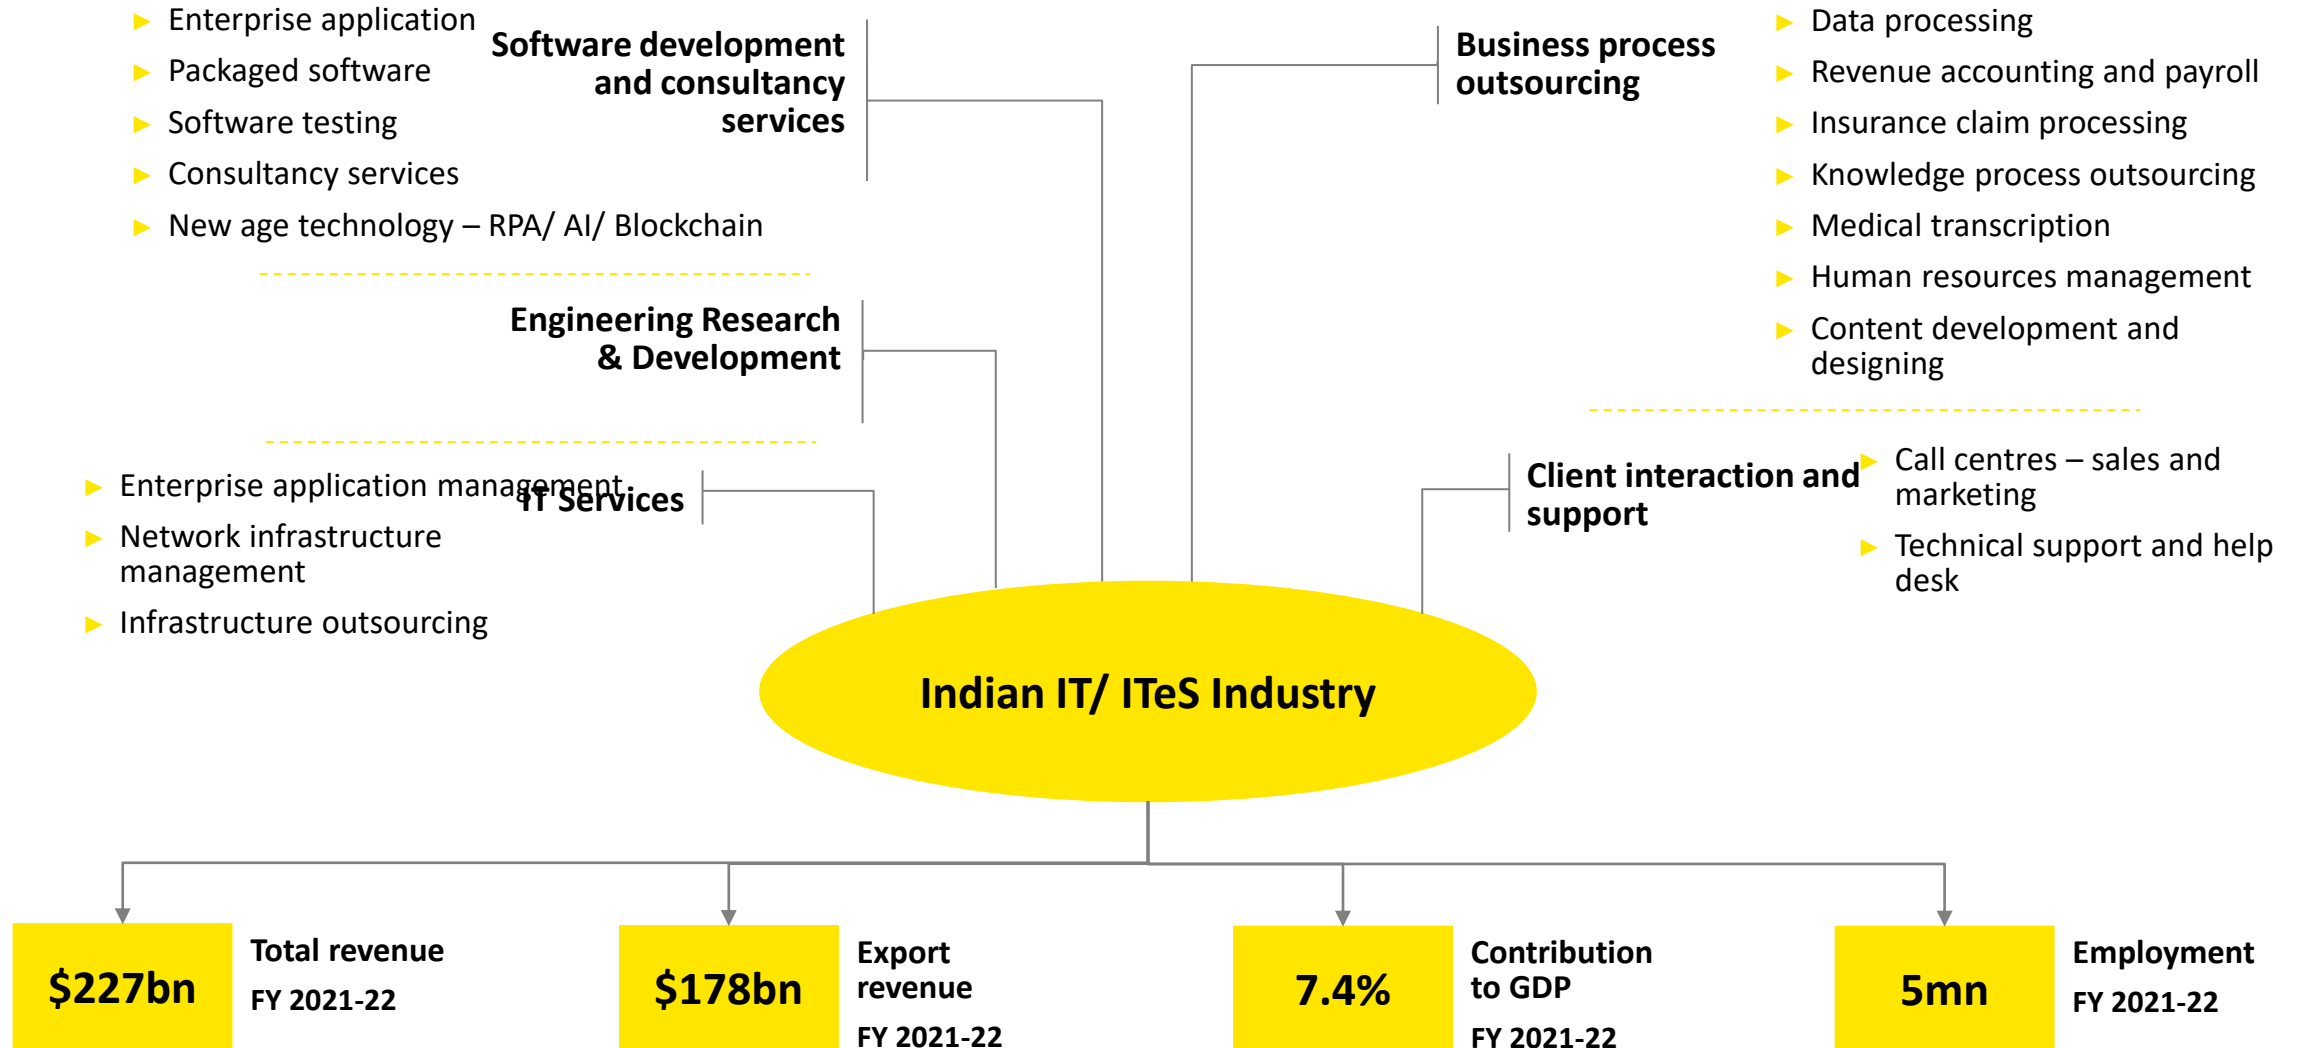 Enterprise application
Packaged software
Software testing
Consultancy services
New age technology – RPA/ AI/ Blockchain
Software development
and consultancy
services
Engineering Research
& Development
Enterprise application management
Network infrastructure
management
Infrastructure outsourcing
IT Services
Business process
outsourcing
Data processing
Revenue accounting and payroll
Insurance claim processing
Knowledge process outsourcing
Medical transcription
Human resources management
Content development and
designing
Client interaction and
support
Call centres – sales and
marketing
Technical support and help
desk
Indian IT/ ITeS Industry
$227bn
Total revenue
FY 2021-22
$178bn
Export
revenue
FY 2021-22
7.4%
Contribution
to GDP
FY 2021-22
5mn
Employment
FY 2021-22